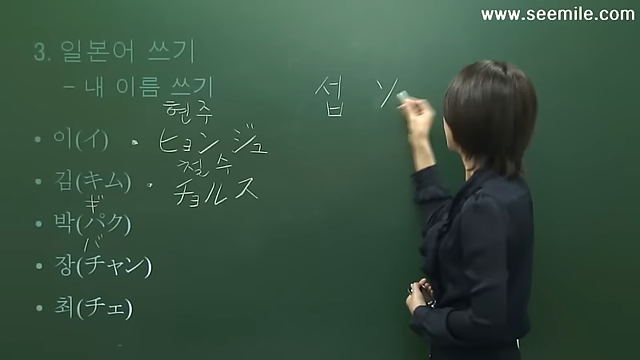 www.seemile.com
3. 일본어 쓰기
- 내 이름 쓰기
현주
• 이(イ) • ヒョンジュ
철수
• 김(キム) • チョルス
ギ
• 박(パク)
バ
• 장(チャン)
• 최(チェ)
섭 ソ